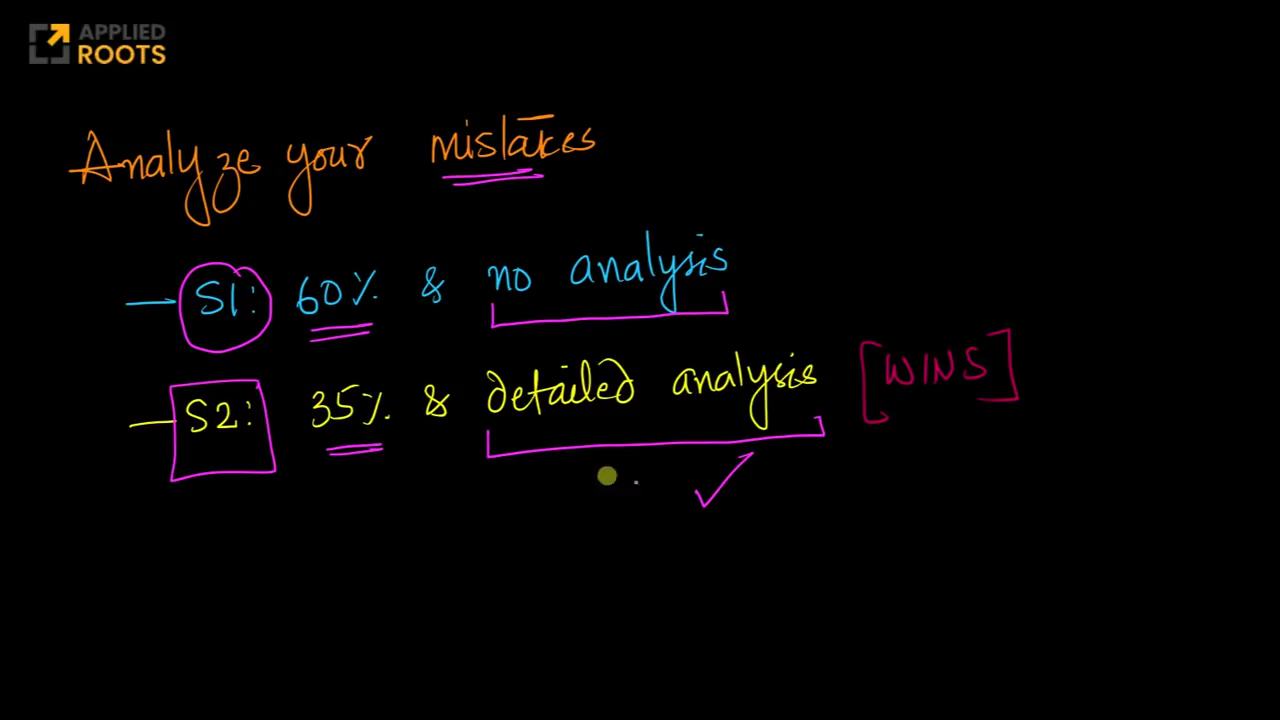 APPLIED
ROOTS
Analyze your mistakes
S1: 60% & no analysis
S2: 35% & detailed analysis [WINS]